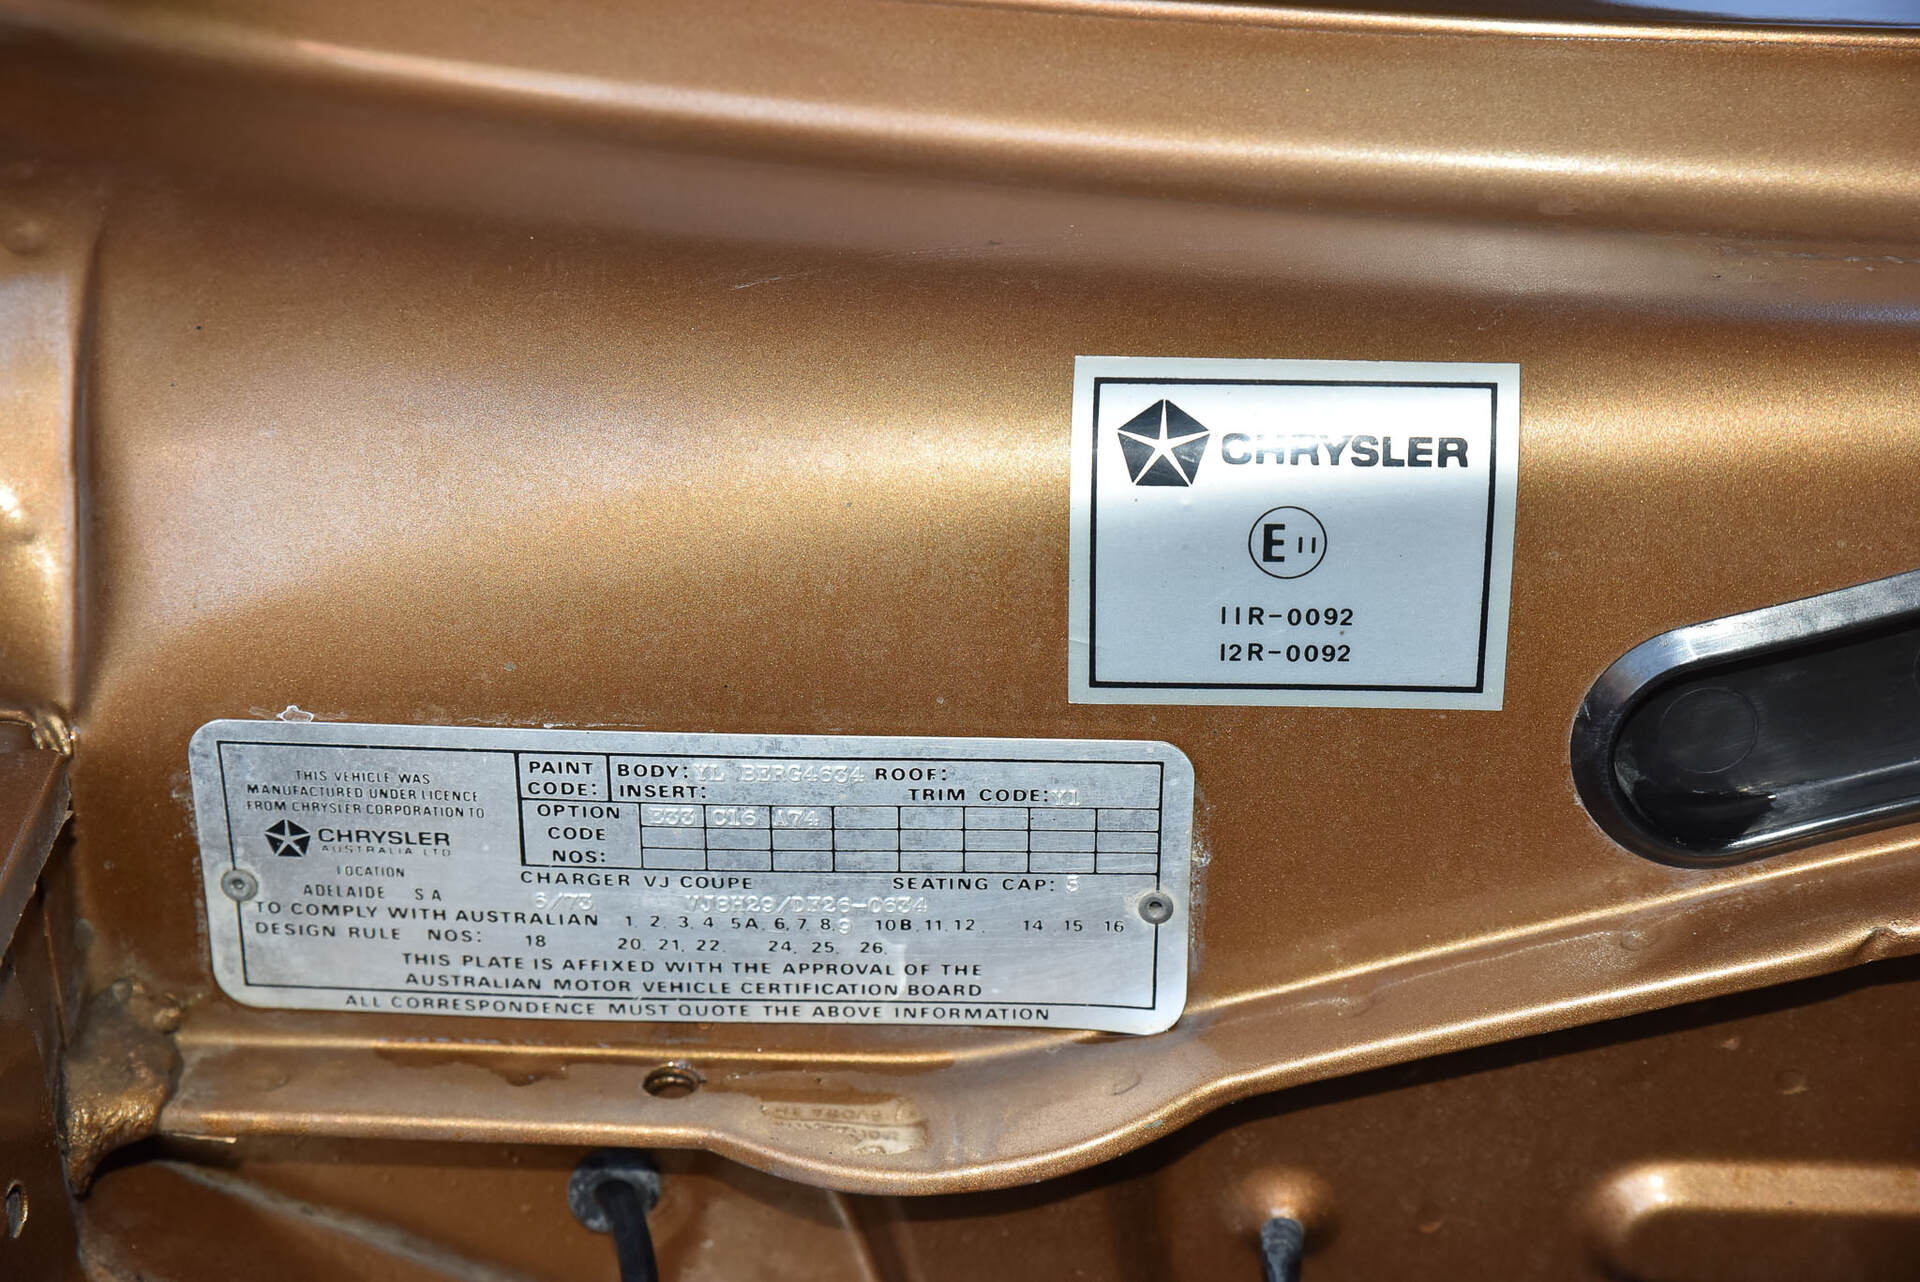 CHRYSLER
E 11
11R-0092
12R-0092
THIS VEHICLE WAS
MANUFACTURED UNDER LICENCE
FROM CHRYSLER CORPORATION TO
CHRYSLER
AUSTRALIA LTD
LOCATION
ADELAIDE S A
PAINT CODE:
BODY: YL BERG4634 ROOF:
INSERT: TRIM CODE: Y1
OPTION CODE NOS:
E33 C16 A74
CHARGER VJ COUPE SEATING CAP: 5
6/73 VJ8H29/DF26-C634
TO COMPLY WITH AUSTRALIAN 1, 2, 3, 4, 5A, 6, 7, 8, 9 10B, 11, 12, 14, 15, 16
DESIGN RULE NOS: 18 20, 21, 22, 24, 25, 26,
THIS PLATE IS AFFIXED WITH THE APPROVAL OF THE
AUSTRALIAN MOTOR VEHICLE CERTIFICATION BOARD
ALL CORRESPONDENCE MUST QUOTE THE ABOVE INFORMATION